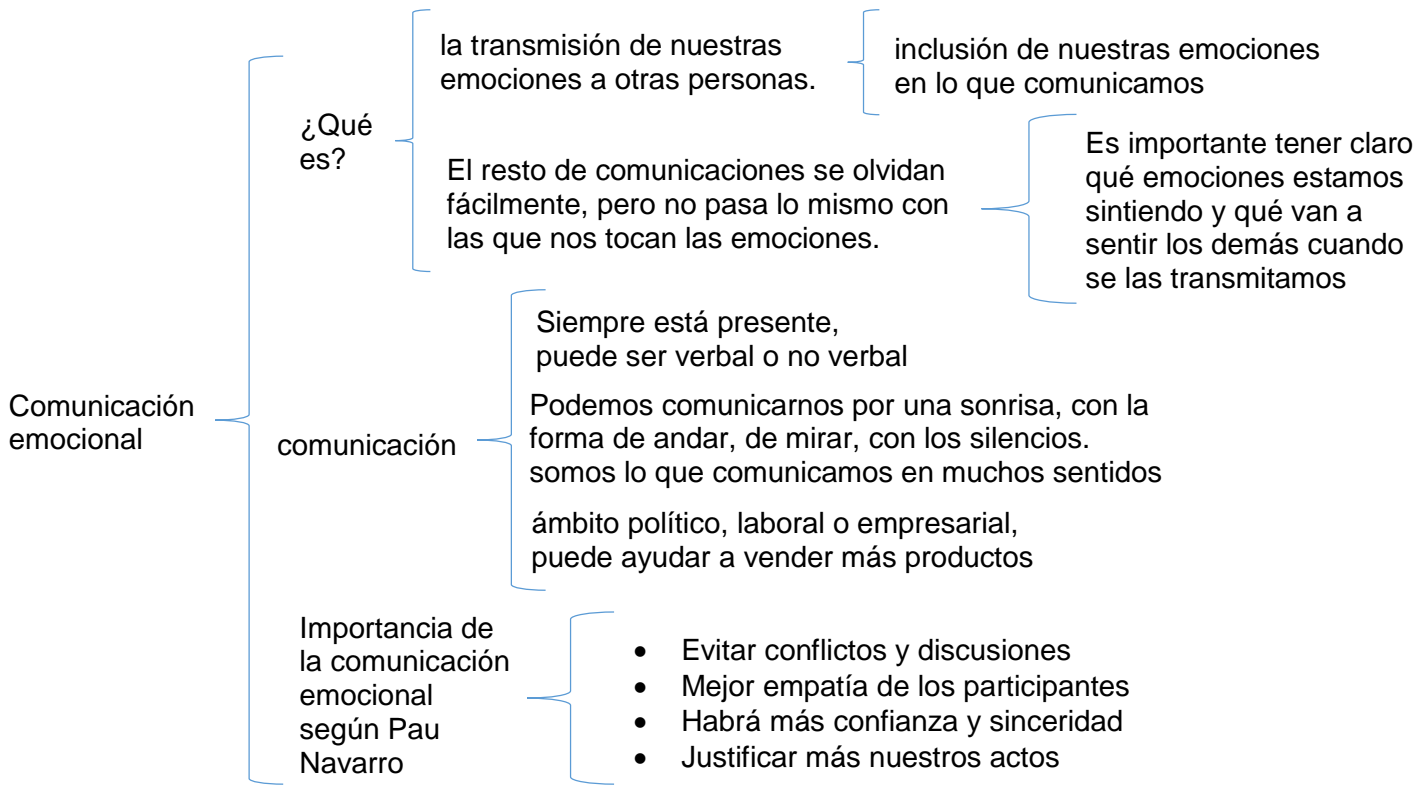 la transmisión de nuestras
emociones a otras personas.
inclusión de nuestras emociones
en lo que comunicamos
¿Qué
es?
El resto de comunicaciones se olvidan
fácilmente, pero no pasa lo mismo con
las que nos tocan las emociones.
Es importante tener claro
qué emociones estamos
sintiendo y qué van a
sentir los demás cuando
se las transmitamos
Comunicación
emocional
comunicación
Siempre está presente,
puede ser verbal o no verbal
Podemos comunicarnos por una sonrisa, con la
forma de andar, de mirar, con los silencios.
somos lo que comunicamos en muchos sentidos
ámbito político, laboral o empresarial,
puede ayudar a vender más productos
Importancia de
la comunicación
emocional
según Pau
Navarro
• Evitar conflictos y discusiones
• Mejor empatía de los participantes
• Habrá más confianza y sinceridad
• Justificar más nuestros actos